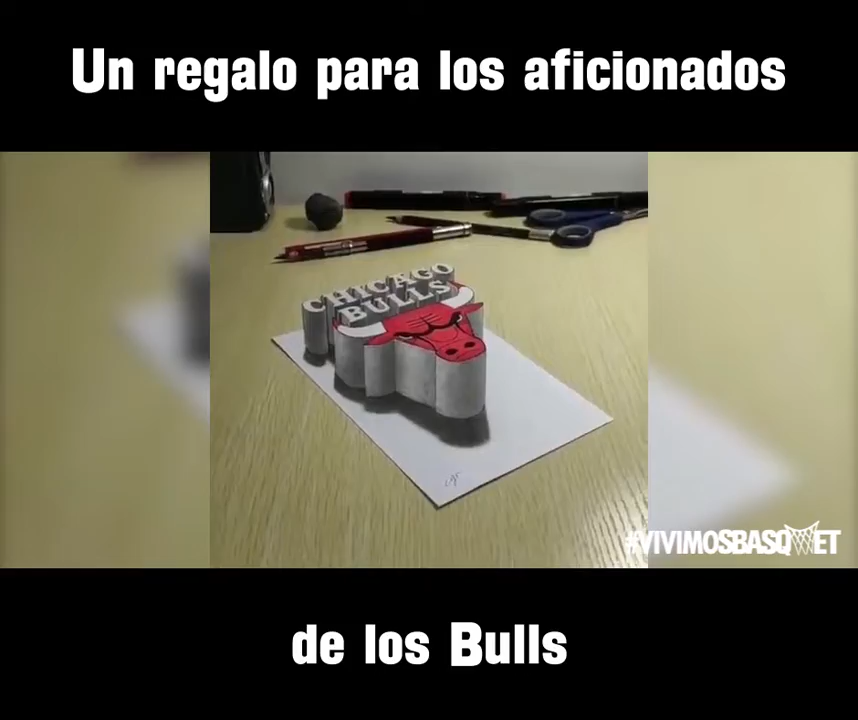 Un regalo para los aficionados
CHICAGO
BULLS
#VIVIMOSBASQUET
de los Bulls